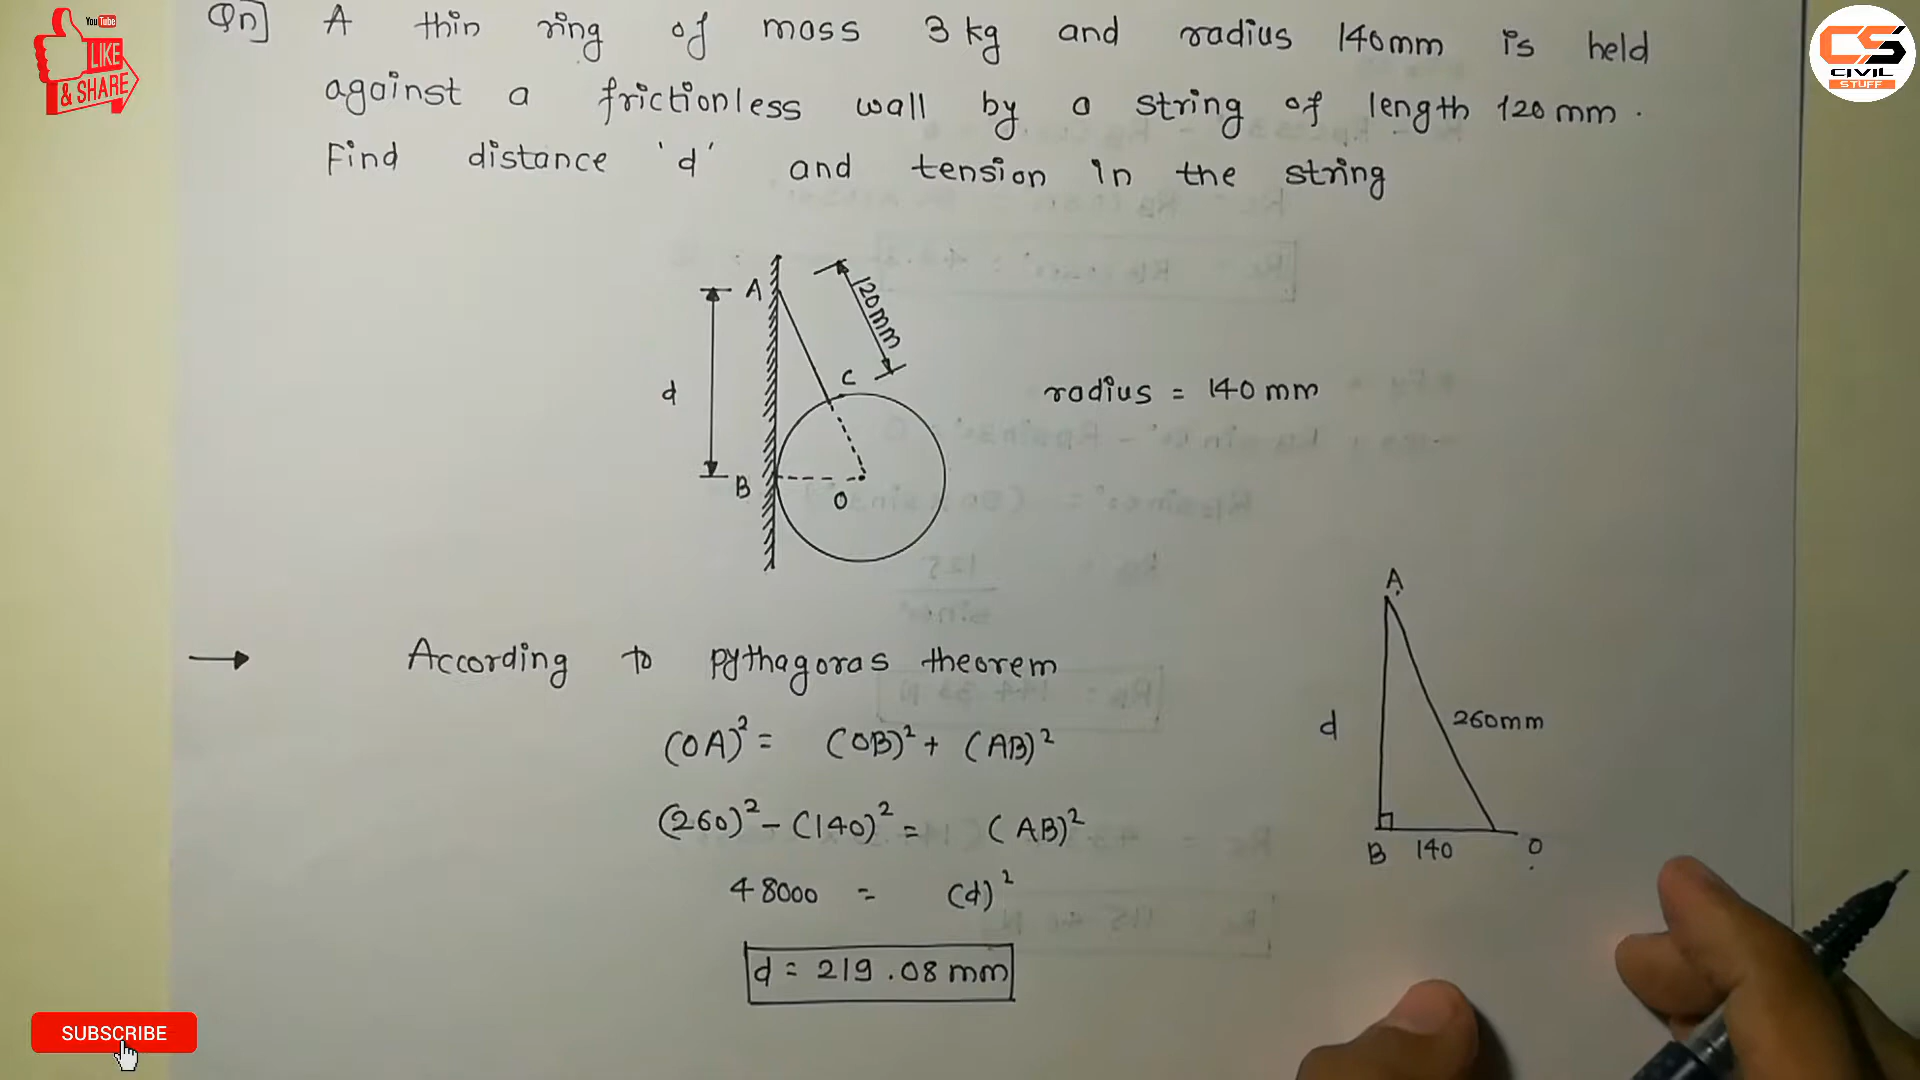 YouTube
LIKE
& SHARE
CS
CIVIL
STUFF
Qn] A thin ring of mass 3 kg and radius 140mm is held
against a frictionless wall by a string of length 120 mm.
Find distance 'd' and tension in the string
A
120mm
C
d
radius = 140 mm
B
O
A
According to pythagoras theorem
d
260mm
(OA)² = (OB)² + (AB)²
(260)² - (140)² = (AB)²
B 140 O
48000 = (d)²
d = 219.08 mm
SUBSCRIBE